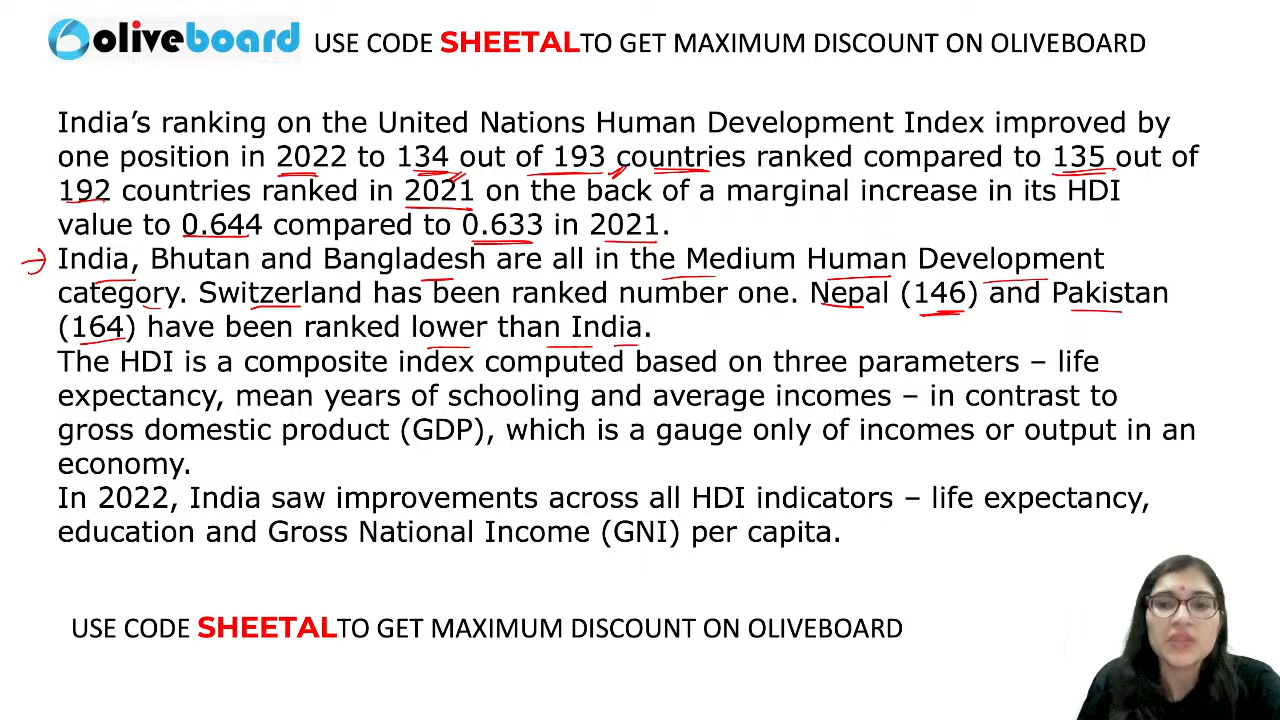 oliveboard USE CODE SHEETAL TO GET MAXIMUM DISCOUNT ON OLIVEBOARD
India’s ranking on the United Nations Human Development Index improved by
one position in 2022 to 134 out of 193 countries ranked compared to 135 out of
192 countries ranked in 2021 on the back of a marginal increase in its HDI
value to 0.644 compared to 0.633 in 2021.
India, Bhutan and Bangladesh are all in the Medium Human Development
category. Switzerland has been ranked number one. Nepal (146) and Pakistan
(164) have been ranked lower than India.
The HDI is a composite index computed based on three parameters – life
expectancy, mean years of schooling and average incomes – in contrast to
gross domestic product (GDP), which is a gauge only of incomes or output in an
economy.
In 2022, India saw improvements across all HDI indicators – life expectancy,
education and Gross National Income (GNI) per capita.
USE CODE SHEETAL TO GET MAXIMUM DISCOUNT ON OLIVEBOARD